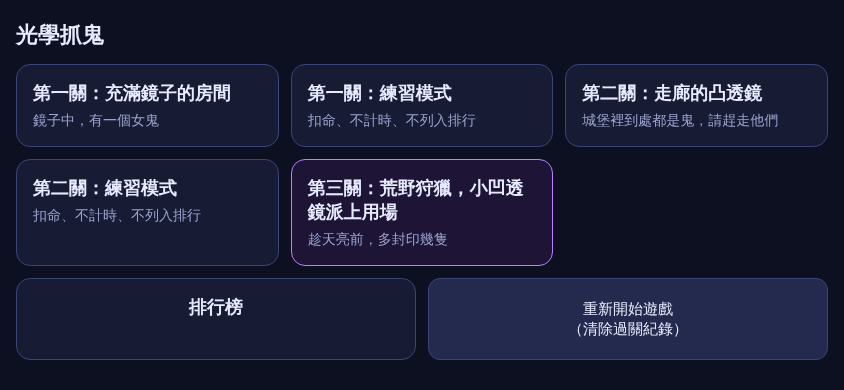 光學抓鬼
第一關：充滿鏡子的房間
鏡子中，有一個女鬼
第一關：練習模式
扣命、不計時、不列入排行
第二關：走廊的凸透鏡
城堡裡到處都是鬼，請趕走他們
第二關：練習模式
扣命、不計時、不列入排行
第三關：荒野狩獵，小凹透
鏡派上用場
趁天亮前，多封印幾隻
排行榜
重新開始遊戲
（清除過關紀錄）